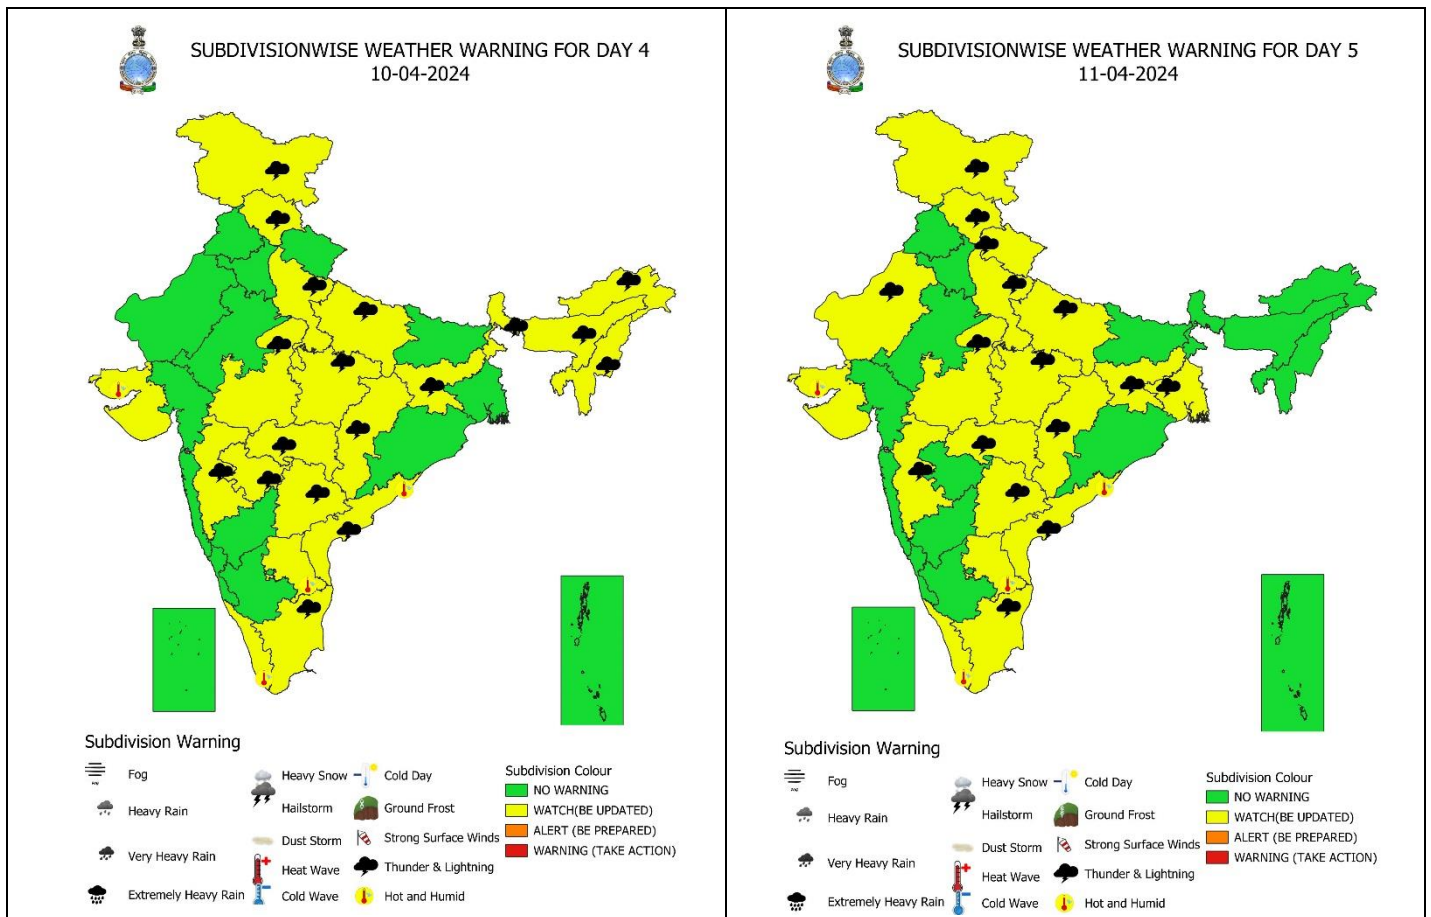 SUBDIVISIONWISE WEATHER WARNING FOR DAY 4
10-04-2024
Subdivision Warning
Fog
Heavy Rain
Very Heavy Rain
Extremely Heavy Rain
Heavy Snow
Hailstorm
Dust Storm
Heat Wave
Cold Wave
Cold Day
Ground Frost
Strong Surface Winds
Thunder & Lightning
Hot and Humid
Subdivision Colour
NO WARNING
WATCH(BE UPDATED)
ALERT (BE PREPARED)
WARNING (TAKE ACTION)
SUBDIVISIONWISE WEATHER WARNING FOR DAY 5
11-04-2024
Subdivision Warning
Fog
Heavy Rain
Very Heavy Rain
Extremely Heavy Rain
Heavy Snow
Hailstorm
Dust Storm
Heat Wave
Cold Wave
Cold Day
Ground Frost
Strong Surface Winds
Thunder & Lightning
Hot and Humid
Subdivision Colour
NO WARNING
WATCH(BE UPDATED)
ALERT (BE PREPARED)
WARNING (TAKE ACTION)